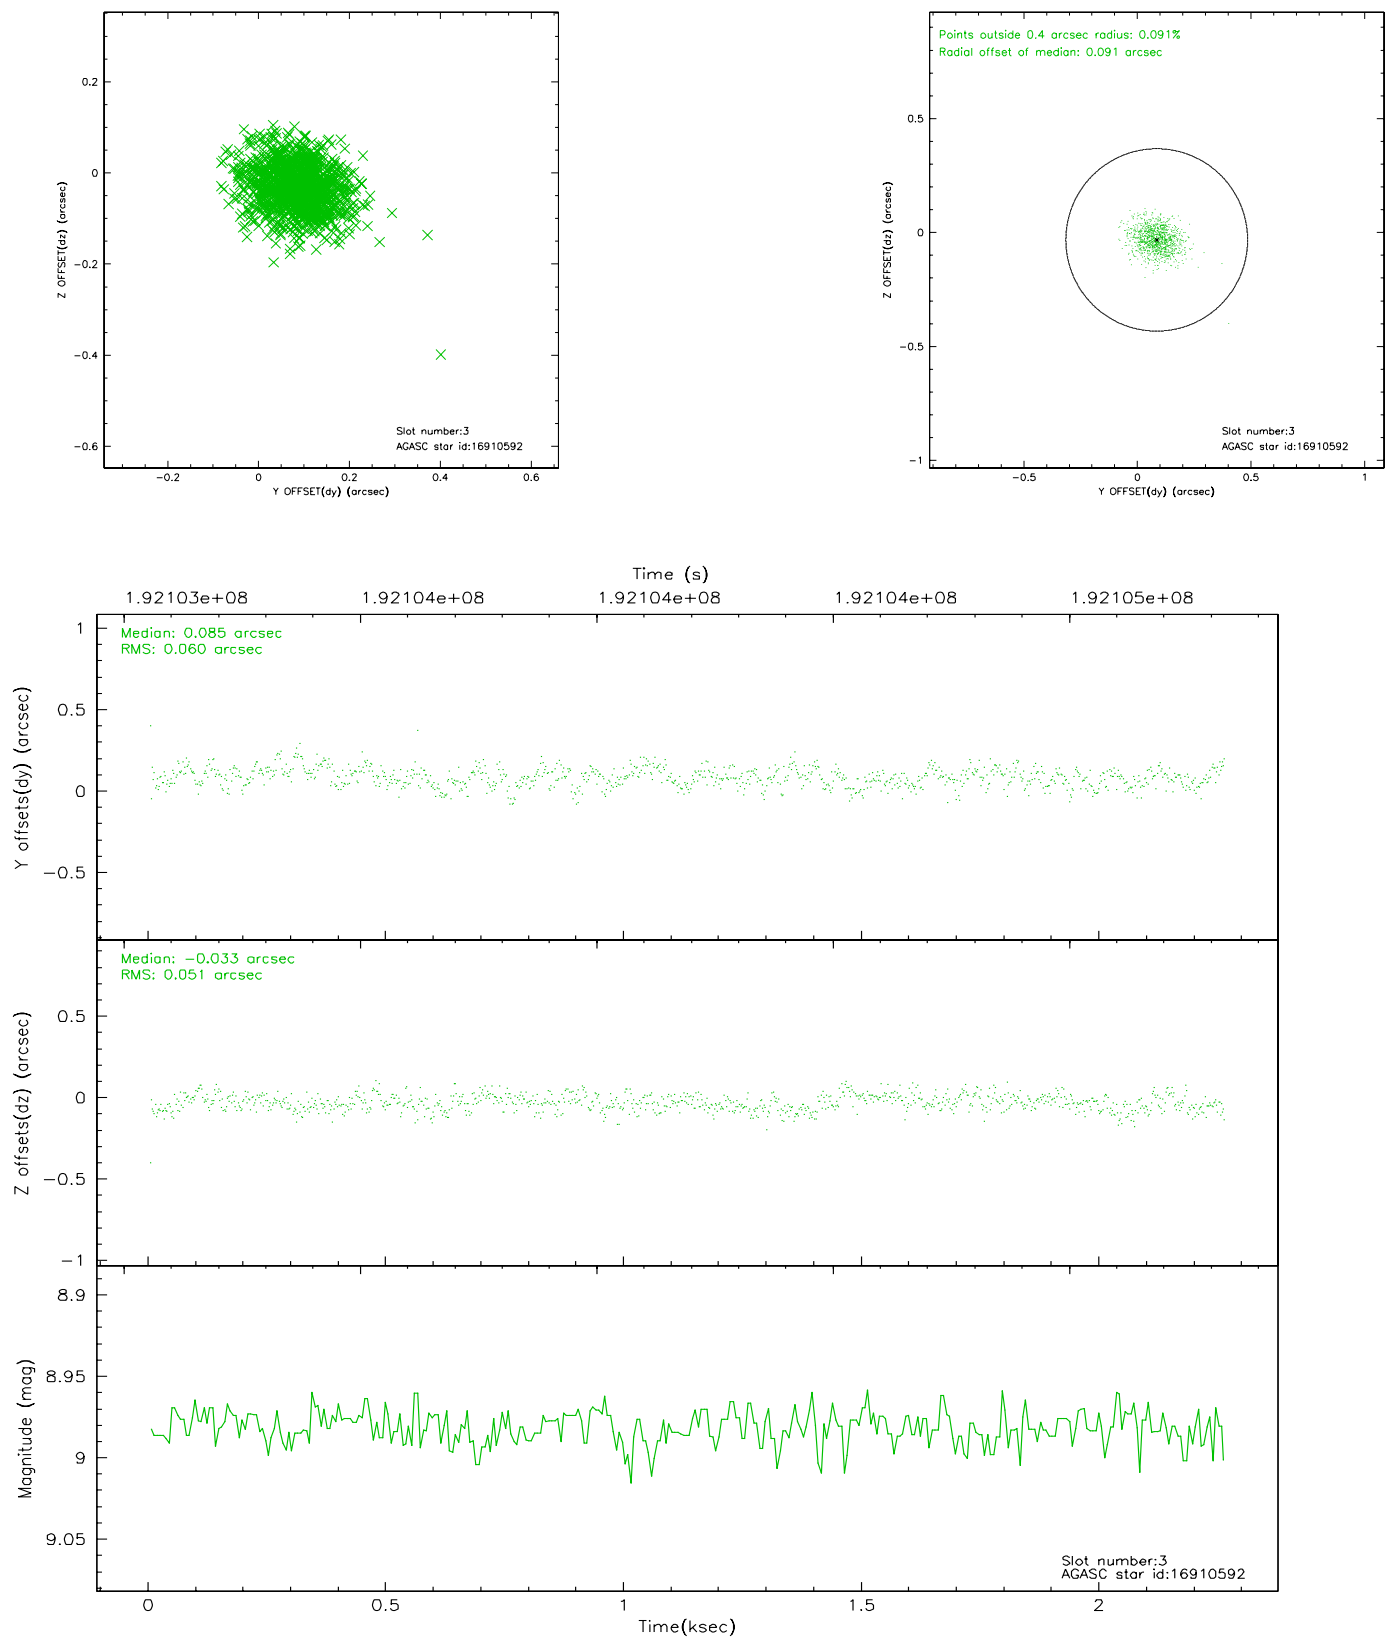 0.2
0
−0.2
−0.4
−0.6
Z OFFSET(dz) (arcsec)
Slot number:3
AGASC star id:16910592
−0.2 0 0.2 0.4 0.6
Y OFFSET(dy) (arcsec)
Points outside 0.4 arcsec radius: 0.091%
Radial offset of median: 0.091 arcsec
0.5
0
−0.5
−1
Z OFFSET(dz) (arcsec)
Slot number:3
AGASC star id:16910592
−0.5 0 0.5 1
Y OFFSET(dy) (arcsec)
Time (s)
1.92103e+08 1.92104e+08 1.92104e+08 1.92104e+08 1.92105e+08
Median: 0.085 arcsec
RMS: 0.060 arcsec
1
0.5
0
−0.5
Y offsets(dy) (arcsec)
Median: −0.033 arcsec
RMS: 0.051 arcsec
0.5
0
−0.5
−1
Z offsets(dz) (arcsec)
8.9
8.95
9
9.05
Magnitude (mag)
Slot number:3
AGASC star id:16910592
0 0.5 1 1.5 2
Time(ksec)